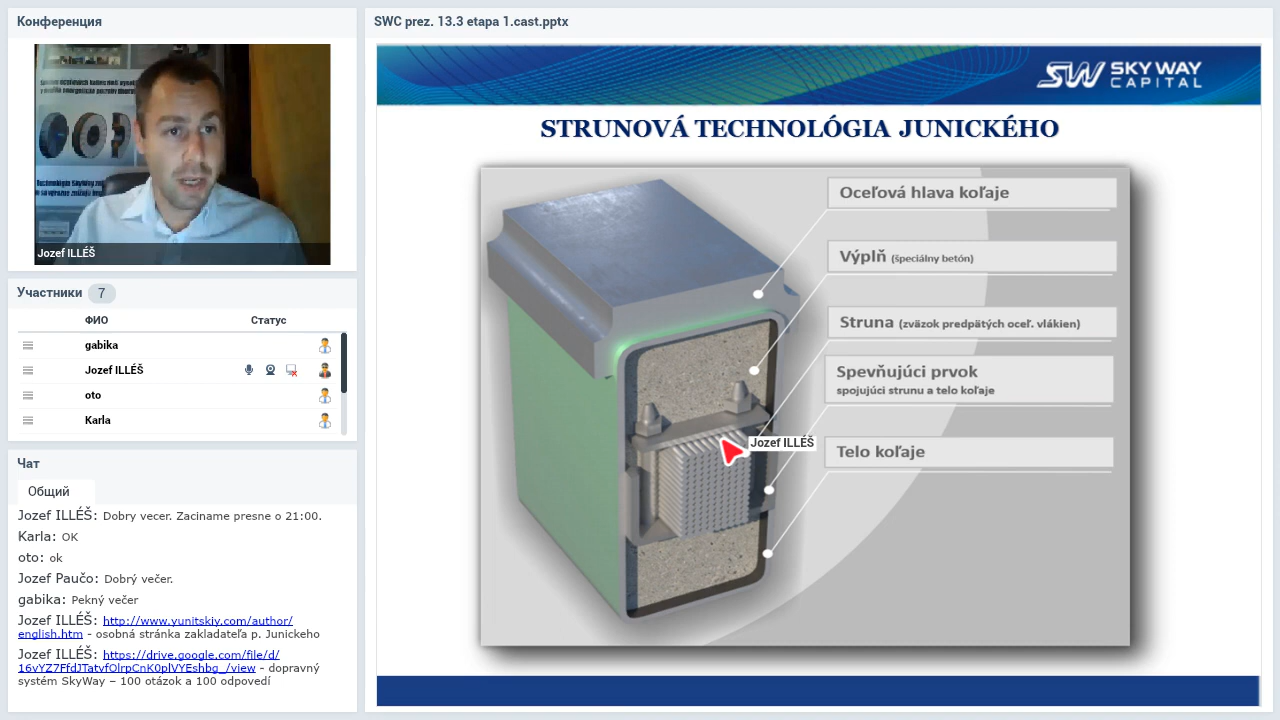 Конференция
Jozef ILLÉŠ
Участники 7
ФИО Статус
gabika
Jozef ILLÉŠ
oto
Karla
Чат
Общий
Jozef ILLÉŠ: Dobry vecer. Zaciname presne o 21:00.
Karla: OK
oto: ok
Jozef Paučo: Dobrý večer.
gabika: Pekný večer
Jozef ILLÉŠ: http://www.yunitskiy.com/author/
english.htm - osobná stránka zakladateľa p. Junickeho
Jozef ILLÉŠ: https://drive.google.com/file/d/
- dopravný
systém SkyWay – 100 otázok a 100 odpovedí
SWC prez. 13.3 etapa 1.cast.pptx
SW SKY WAY
CAPITAL
STRUNOVÁ TECHNOLÓGIA JUNICKÉHO
Oceľová hlava koľaje
Výplň (špeciálny betón)
Struna (zväzok predpätých oceľ. vlákien)
Spevňujúci prvok
spojujúci strunu a telo koľaje
Jozef ILLÉŠ
Telo koľaje